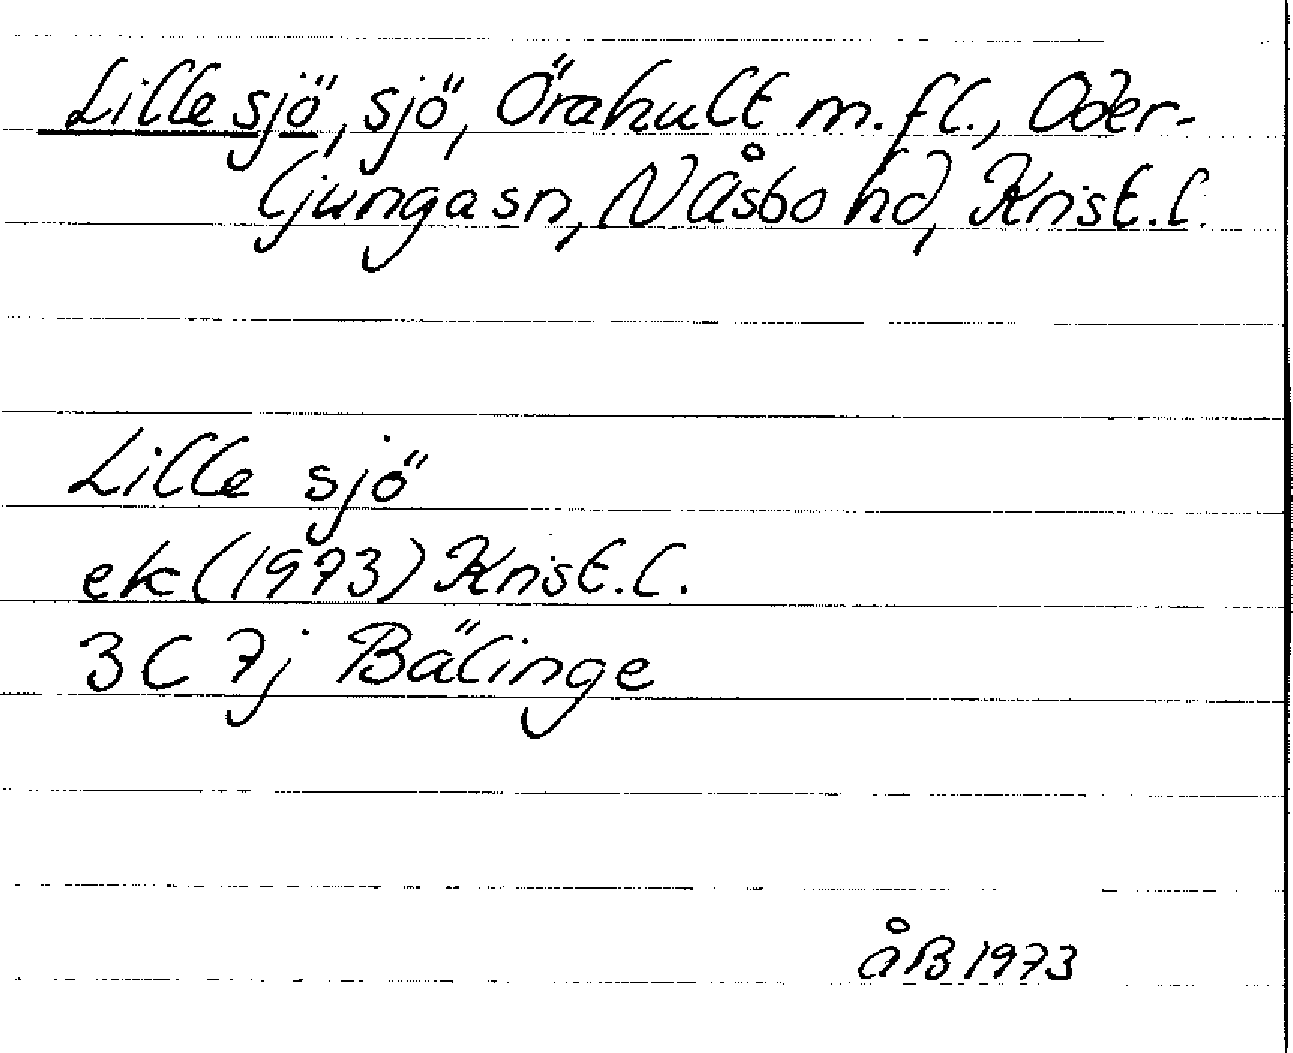 Lille sjö, sjö, Örahult m.fl., Oder-
ljunga sn, N Åsbo hd, Krist.l.
Lille sjö
ek (1973) Krist.l.
3C 7j Bälinge
åB 1973